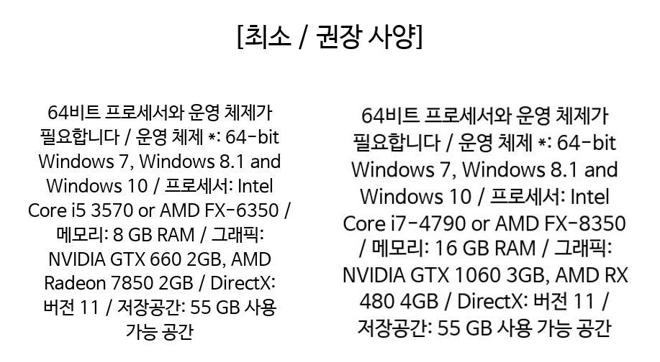 [최소 / 권장 사양]
64비트 프로세서와 운영 체제가
필요합니다 / 운영 체제 *: 64-bit
Windows 7, Windows 8.1 and
Windows 10 / 프로세서: Intel
Core i5 3570 or AMD FX-6350 /
메모리: 8 GB RAM / 그래픽:
NVIDIA GTX 660 2GB, AMD
Radeon 7850 2GB / DirectX:
버전 11 / 저장공간: 55 GB 사용
가능 공간
64비트 프로세서와 운영 체제가
필요합니다 / 운영 체제 *: 64-bit
Windows 7, Windows 8.1 and
Windows 10 / 프로세서: Intel
Core i7-4790 or AMD FX-8350
/ 메모리: 16 GB RAM / 그래픽:
NVIDIA GTX 1060 3GB, AMD RX
480 4GB / DirectX: 버전 11 /
저장공간: 55 GB 사용 가능 공간